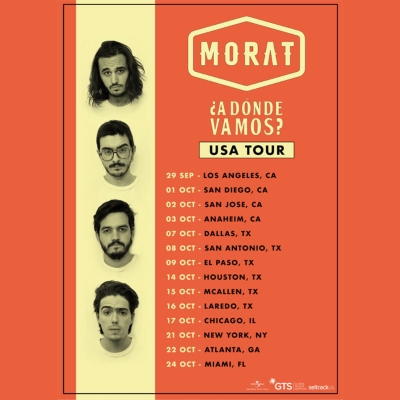 MORAT
¿A DÓNDE
VAMOS?
USA TOUR
29 SEP - LOS ANGELES, CA
01 OCT - SAN DIEGO, CA
02 OCT - SAN JOSE, CA
03 OCT - ANAHEIM, CA
07 OCT - DALLAS, TX
08 OCT - SAN ANTONIO, TX
09 OCT - EL PASO, TX
14 OCT - HOUSTON, TX
15 OCT - MCALLEN, TX
16 OCT - LAREDO, TX
17 OCT - CHICAGO, IL
21 OCT - NEW YORK, NY
22 OCT - ATLANTA, GA
24 OCT - MIAMI, FL
GTS